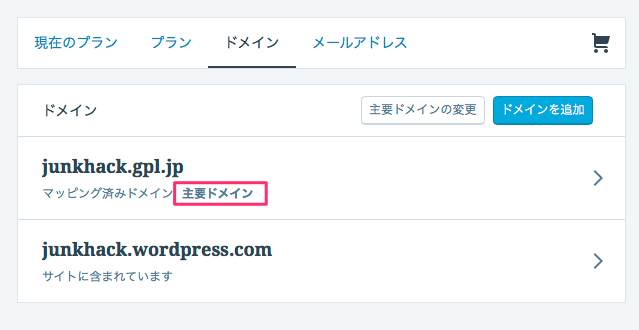 現在のプラン プラン ドメイン メールアドレス
ドメイン 主要ドメインの変更 ドメインを追加
junkhack.gpl.jp
マッピング済みドメイン 主要ドメイン
junkhack.wordpress.com
サイトに含まれています